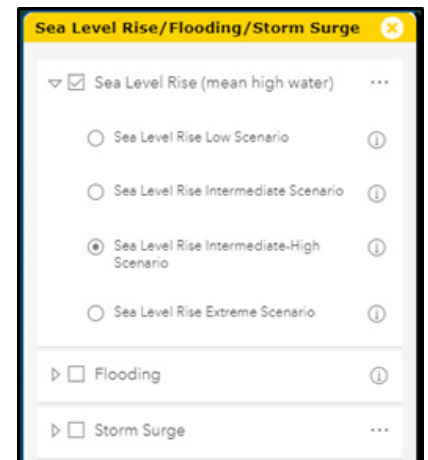 Sea Level Rise/Flooding/Storm Surge
Sea Level Rise (mean high water)
Sea Level Rise Low Scenario
Sea Level Rise Intermediate Scenario
Sea Level Rise Intermediate-High
Scenario
Sea Level Rise Extreme Scenario
Flooding
Storm Surge